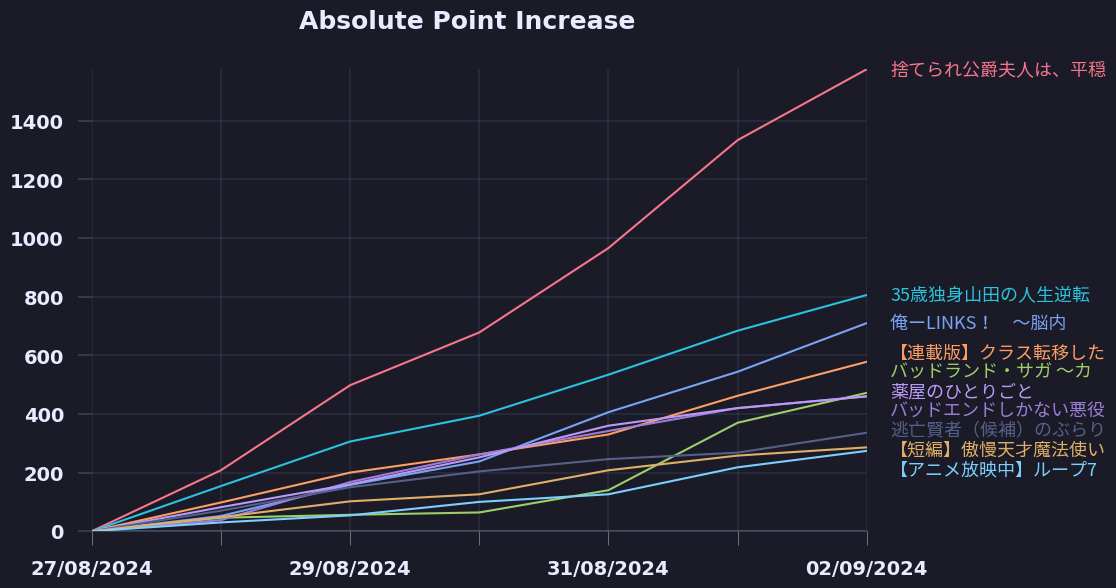 Absolute Point Increase
捨てられ公爵夫人は、平穏
1400
1200
1000
800
600
400
200
0
35歳独身山田の人生逆転
俺ーLINKS！　～脳内
【連載版】クラス転移した
バッドランド・サガ ～カ
薬屋のひとりごと
バッドエンドしかない悪役
逃亡賢者（候補）のぶらり
【短編】傲慢天才魔法使い
【アニメ放映中】ループ7
27/08/2024
29/08/2024
31/08/2024
02/09/2024